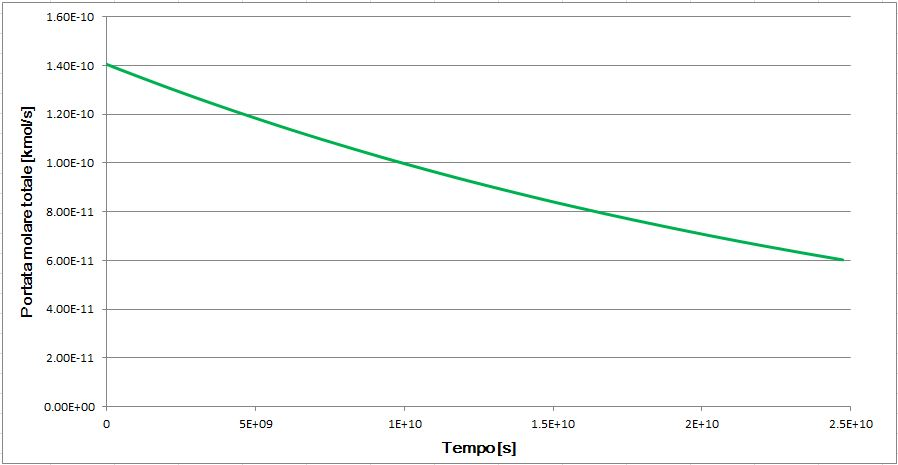 1.60E-10
1.40E-10
1.20E-10
1.00E-10
8.00E-11
6.00E-11
4.00E-11
2.00E-11
0.00E+00
Portata molare totale [kmol/s]
0 5E+09 1E+10 1.5E+10 2E+10 2.5E+10
Tempo [s]